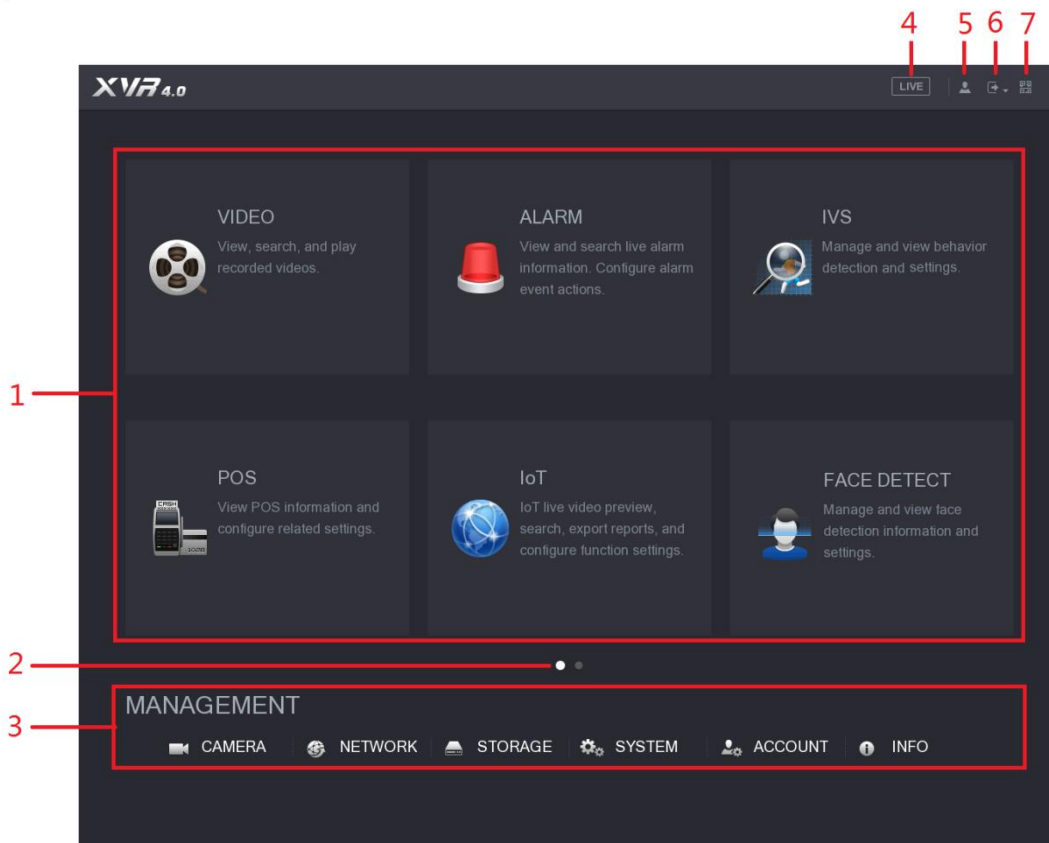 4 5 6 7
XVR 4.0
LIVE
VIDEO
View, search, and play
recorded videos.
ALARM
View and search live alarm
information. Configure alarm
event actions.
IVS
Manage and view behavior
detection and settings.
1
POS
View POS information and
configure related settings.
CASH
IoT
IoT live video preview,
search, export reports, and
configure function settings.
FACE DETECT
Manage and view face
detection information and
settings.
2
MANAGEMENT
3
CAMERA
NETWORK
STORAGE
SYSTEM
ACCOUNT
INFO